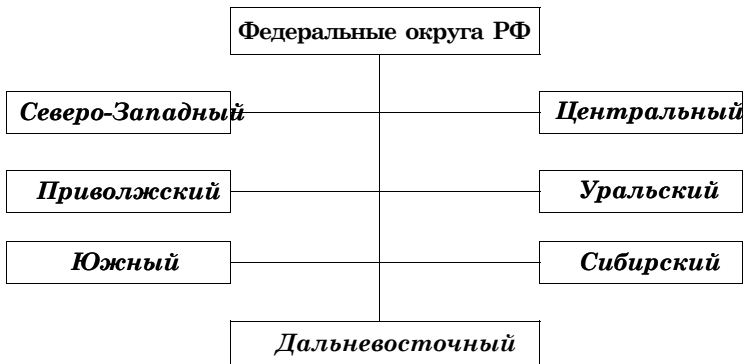 Федеральные округа РФ
Северо-Западный
Центральный
Приволжский
Уральский
Южный
Сибирский
Дальневосточный